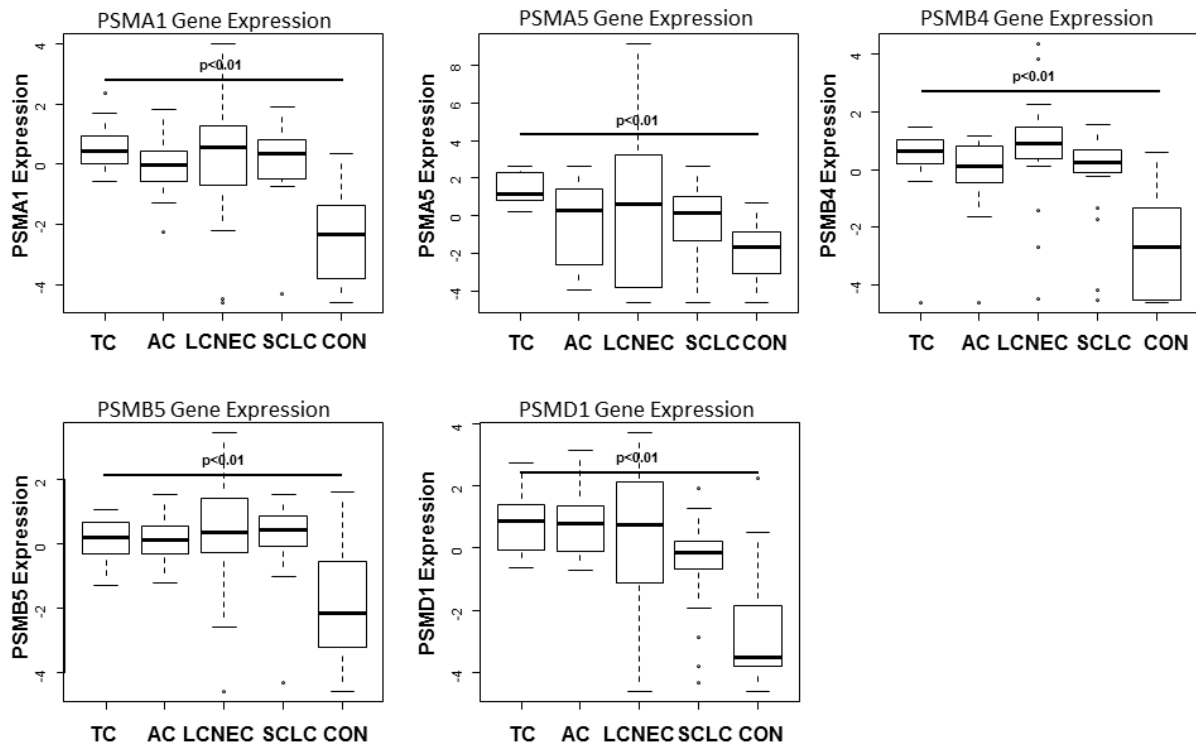 PSMA1 Gene Expression
PSMA1 Expression
4
2
0
-2
-4
p<0.01
TC AC LCNEC SCLC CON
PSMA5 Gene Expression
PSMA5 Expression
8
6
4
2
0
-2
-4
p<0.01
TC AC LCNEC SCLC CON
PSMB4 Gene Expression
PSMB4 Expression
4
2
0
-2
-4
p<0.01
TC AC LCNEC SCLC CON
PSMB5 Gene Expression
PSMB5 Expression
2
0
-2
-4
p<0.01
TC AC LCNEC SCLC CON
PSMD1 Gene Expression
PSMD1 Expression
4
2
0
-2
-4
p<0.01
TC AC LCNEC SCLC CON